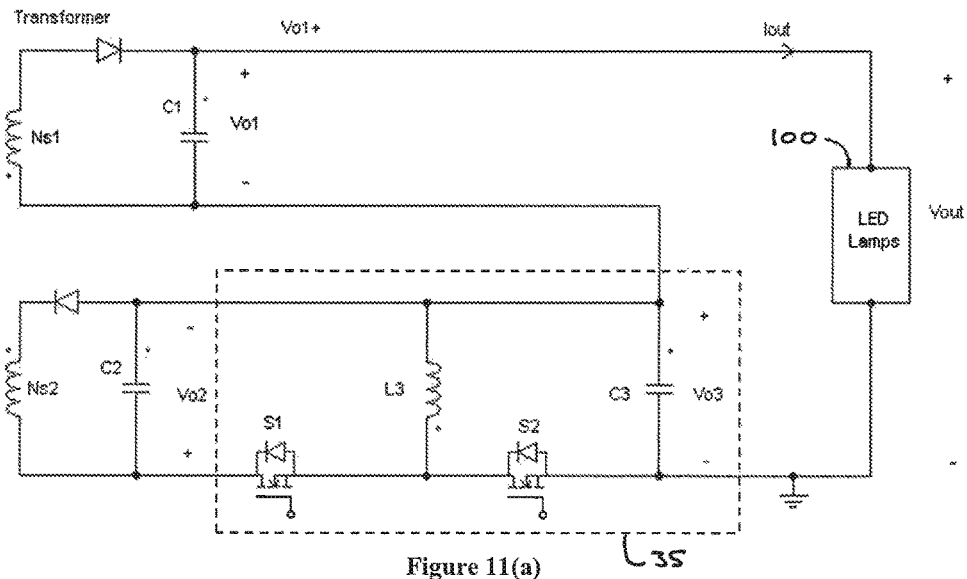 Transformer
Vo1+
Iout
+
+
C1
Vo1
Ns1
-
100
LED
Lamps
Vout
-
+
C2
Vo2
Ns2
L3
C3
Vo3
S1
S2
+
-
-
35
Figure 11(a)